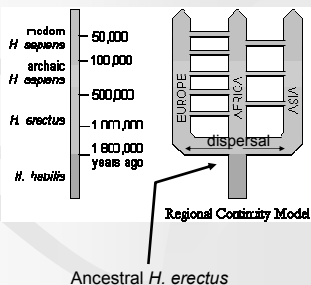 modern
H. sapiens
archaic
H. sapiens
H. erectus
H. habilis
50,000
100,000
500,000
1 000,000
1 800,000
years ago
EUROPE
AFRICA
ASIA
dispersal
Regional Continuity Model
Ancestral H. erectus